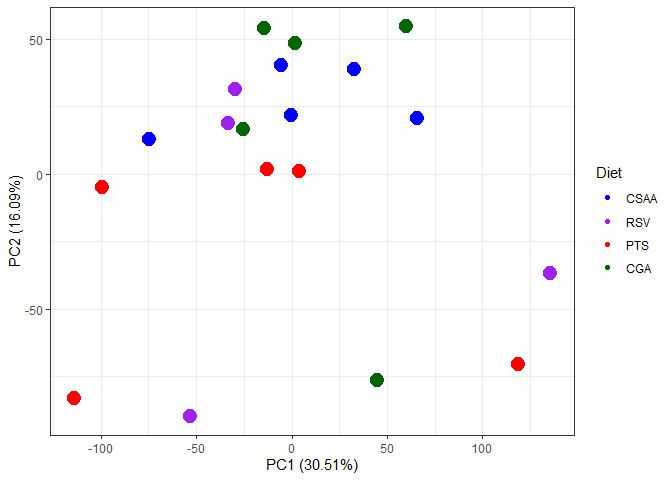 50
0
-50
-100
-50
0
50
100
PC1 (30.51%)
PC2 (16.09%)
Diet
CSAA
RSV
PTS
CGA